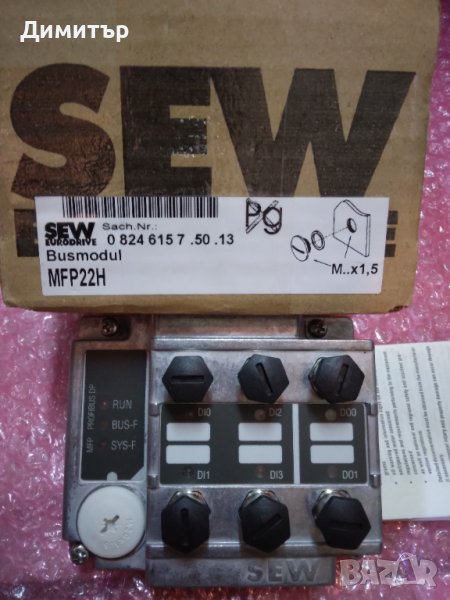 Димитър
SEW
SEW
EURODRIVE
Sach.Nr.:
0 824 615 7 .50 .13
Busmodul
MFP22H
Pg
M..x1,5
MFP PROFIBUS DP
RUN
BUS-F
SYS-F
DI0
DI2
DO0
DI1
DI3
DO1
SEW
BAZAR